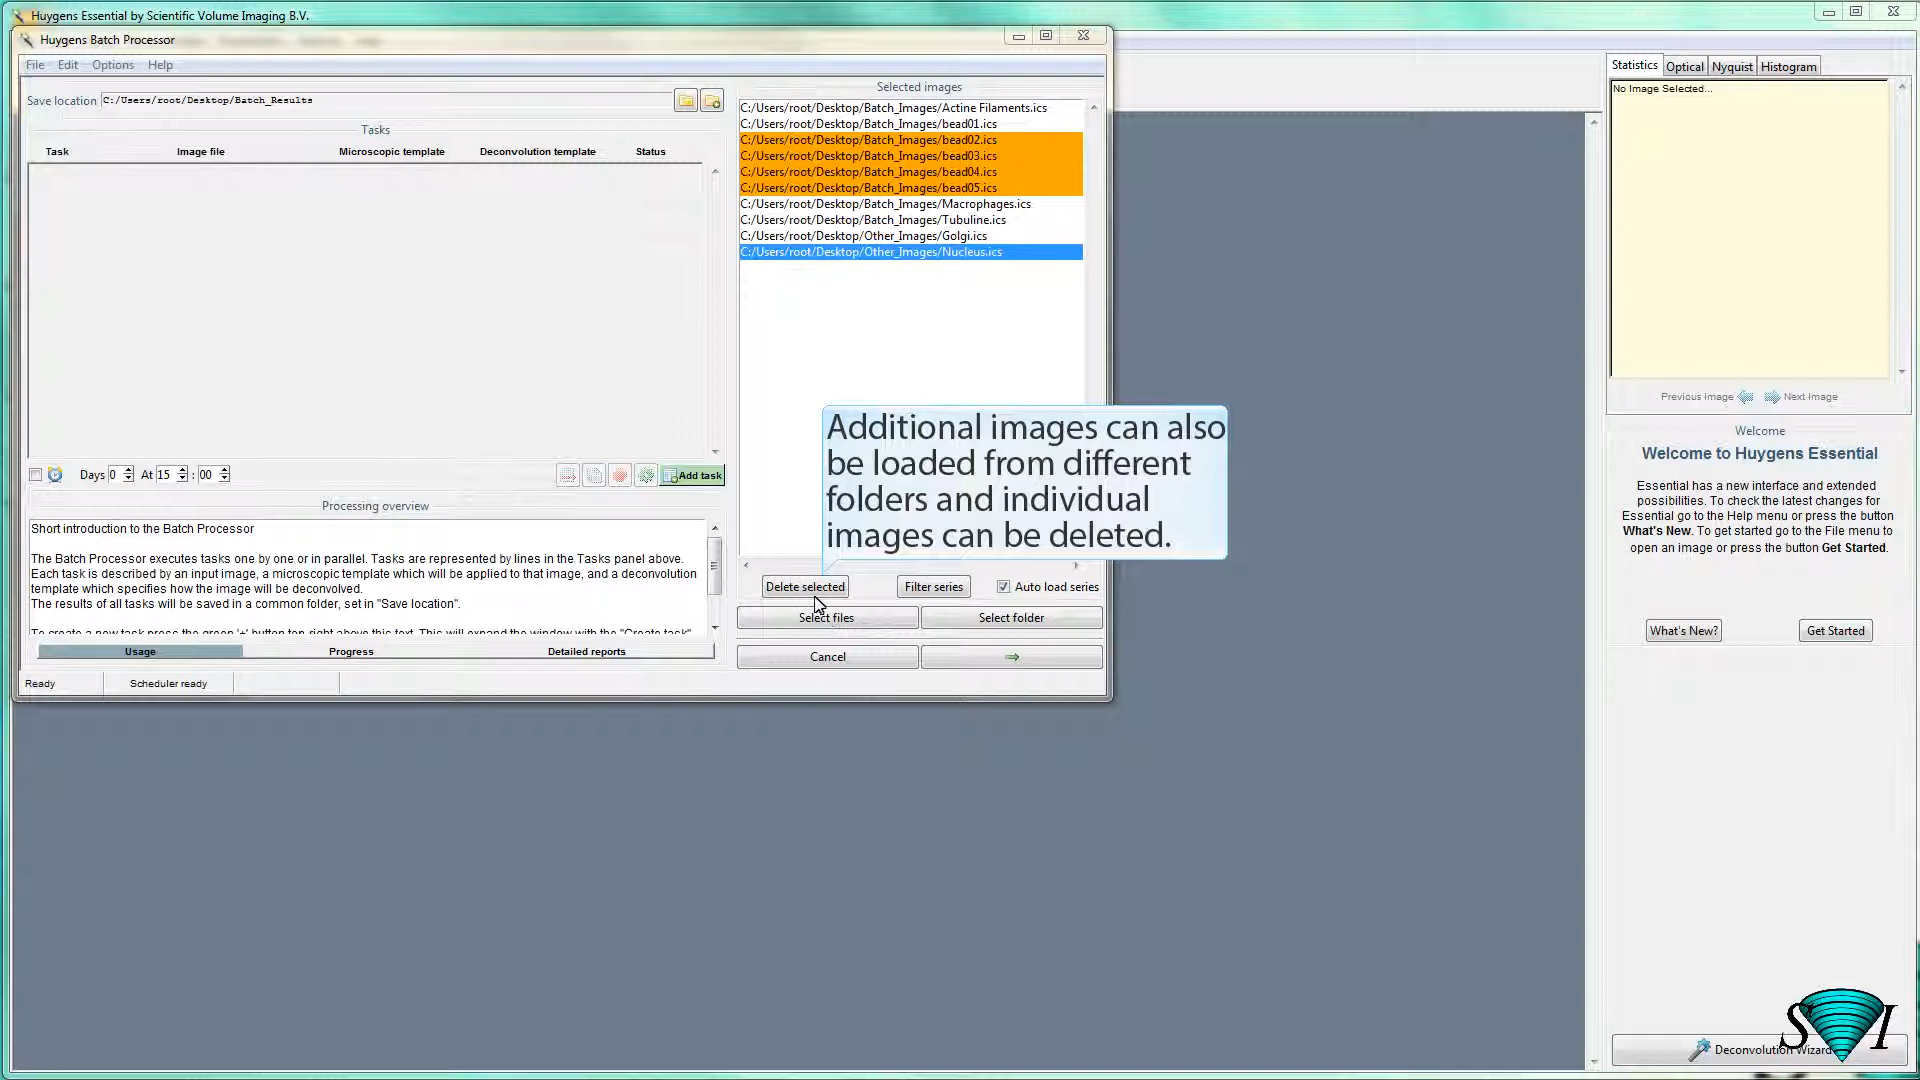 Huygens Essential by Scientific Volume Imaging B.V.
Huygens Batch Processor
File Edit Options Help
Save location C:/Users/root/Desktop/Batch_Results
Tasks
Task Image file Microscopic template Deconvolution template Status
Days 0 At 15 : 00 Add task
Processing overview
Short introduction to the Batch Processor
The Batch Processor executes tasks one by one or in parallel. Tasks are represented by lines in the Tasks panel above.
Each task is described by an input image, a microscopic template which will be applied to that image, and a deconvolution
template which specifies how the image will be deconvolved.
The results of all tasks will be saved in a common folder, set in "Save location".
To create a new task press the green '+' button top right above this text. This will expand the window with the "Create task"
Usage Progress Detailed reports
Ready Scheduler ready
Selected images
C:/Users/root/Desktop/Batch_Images/Actine Filaments.ics
C:/Users/root/Desktop/Batch_Images/bead01.ics
C:/Users/root/Desktop/Batch_Images/bead02.ics
C:/Users/root/Desktop/Batch_Images/bead03.ics
C:/Users/root/Desktop/Batch_Images/bead04.ics
C:/Users/root/Desktop/Batch_Images/bead05.ics
C:/Users/root/Desktop/Batch_Images/Macrophages.ics
C:/Users/root/Desktop/Batch_Images/Tubuline.ics
C:/Users/root/Desktop/Other_Images/Golgi.ics
C:/Users/root/Desktop/Other_Images/Nucleus.ics
Additional images can also
be loaded from different
folders and individual
images can be deleted.
Delete selected Filter series Auto load series
Select files Select folder
Cancel
Statistics Optical Nyquist Histogram
No Image Selected...
Previous Image Next Image
Welcome
Welcome to Huygens Essential
Essential has a new interface and extended
possibilities. To check the latest changes for
Essential go to the Help menu or press the button
What's New. To get started go to the File menu to
open an image or press the button Get Started.
What's New? Get Started
Deconvolution Wizard
S I